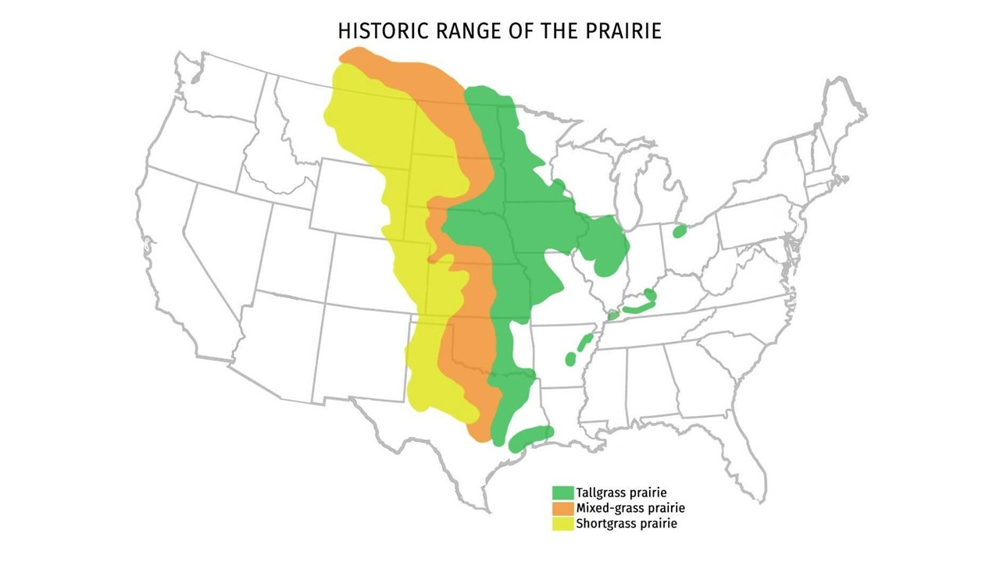 HISTORIC RANGE OF THE PRAIRIE
Tallgrass prairie
Mixed-grass prairie
Shortgrass prairie